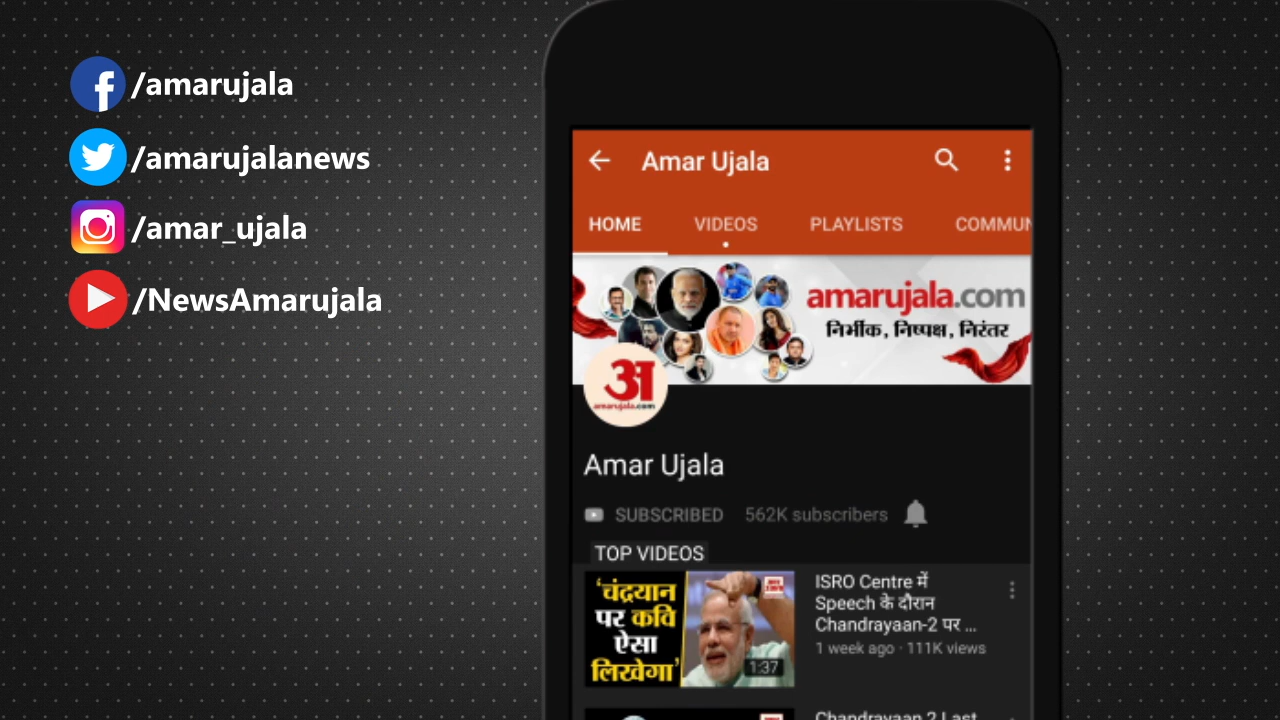 /amarujala
/amarujalanews
/amar_ujala
/NewsAmarujala
Amar Ujala
HOME VIDEOS PLAYLISTS COMMUN
amarujala.com
निर्भीक, निष्पक्ष, निरंतर
अ
amarujala.com
Amar Ujala
SUBSCRIBED 562K subscribers
TOP VIDEOS
‘चंद्रयान
पर कवि
ऐसा
लिखेगा’
1:37
ISRO Centre में
Speech के दौरान
Chandrayaan-2 पर ...
1 week ago · 111K views
Chandrayaan 2 Last